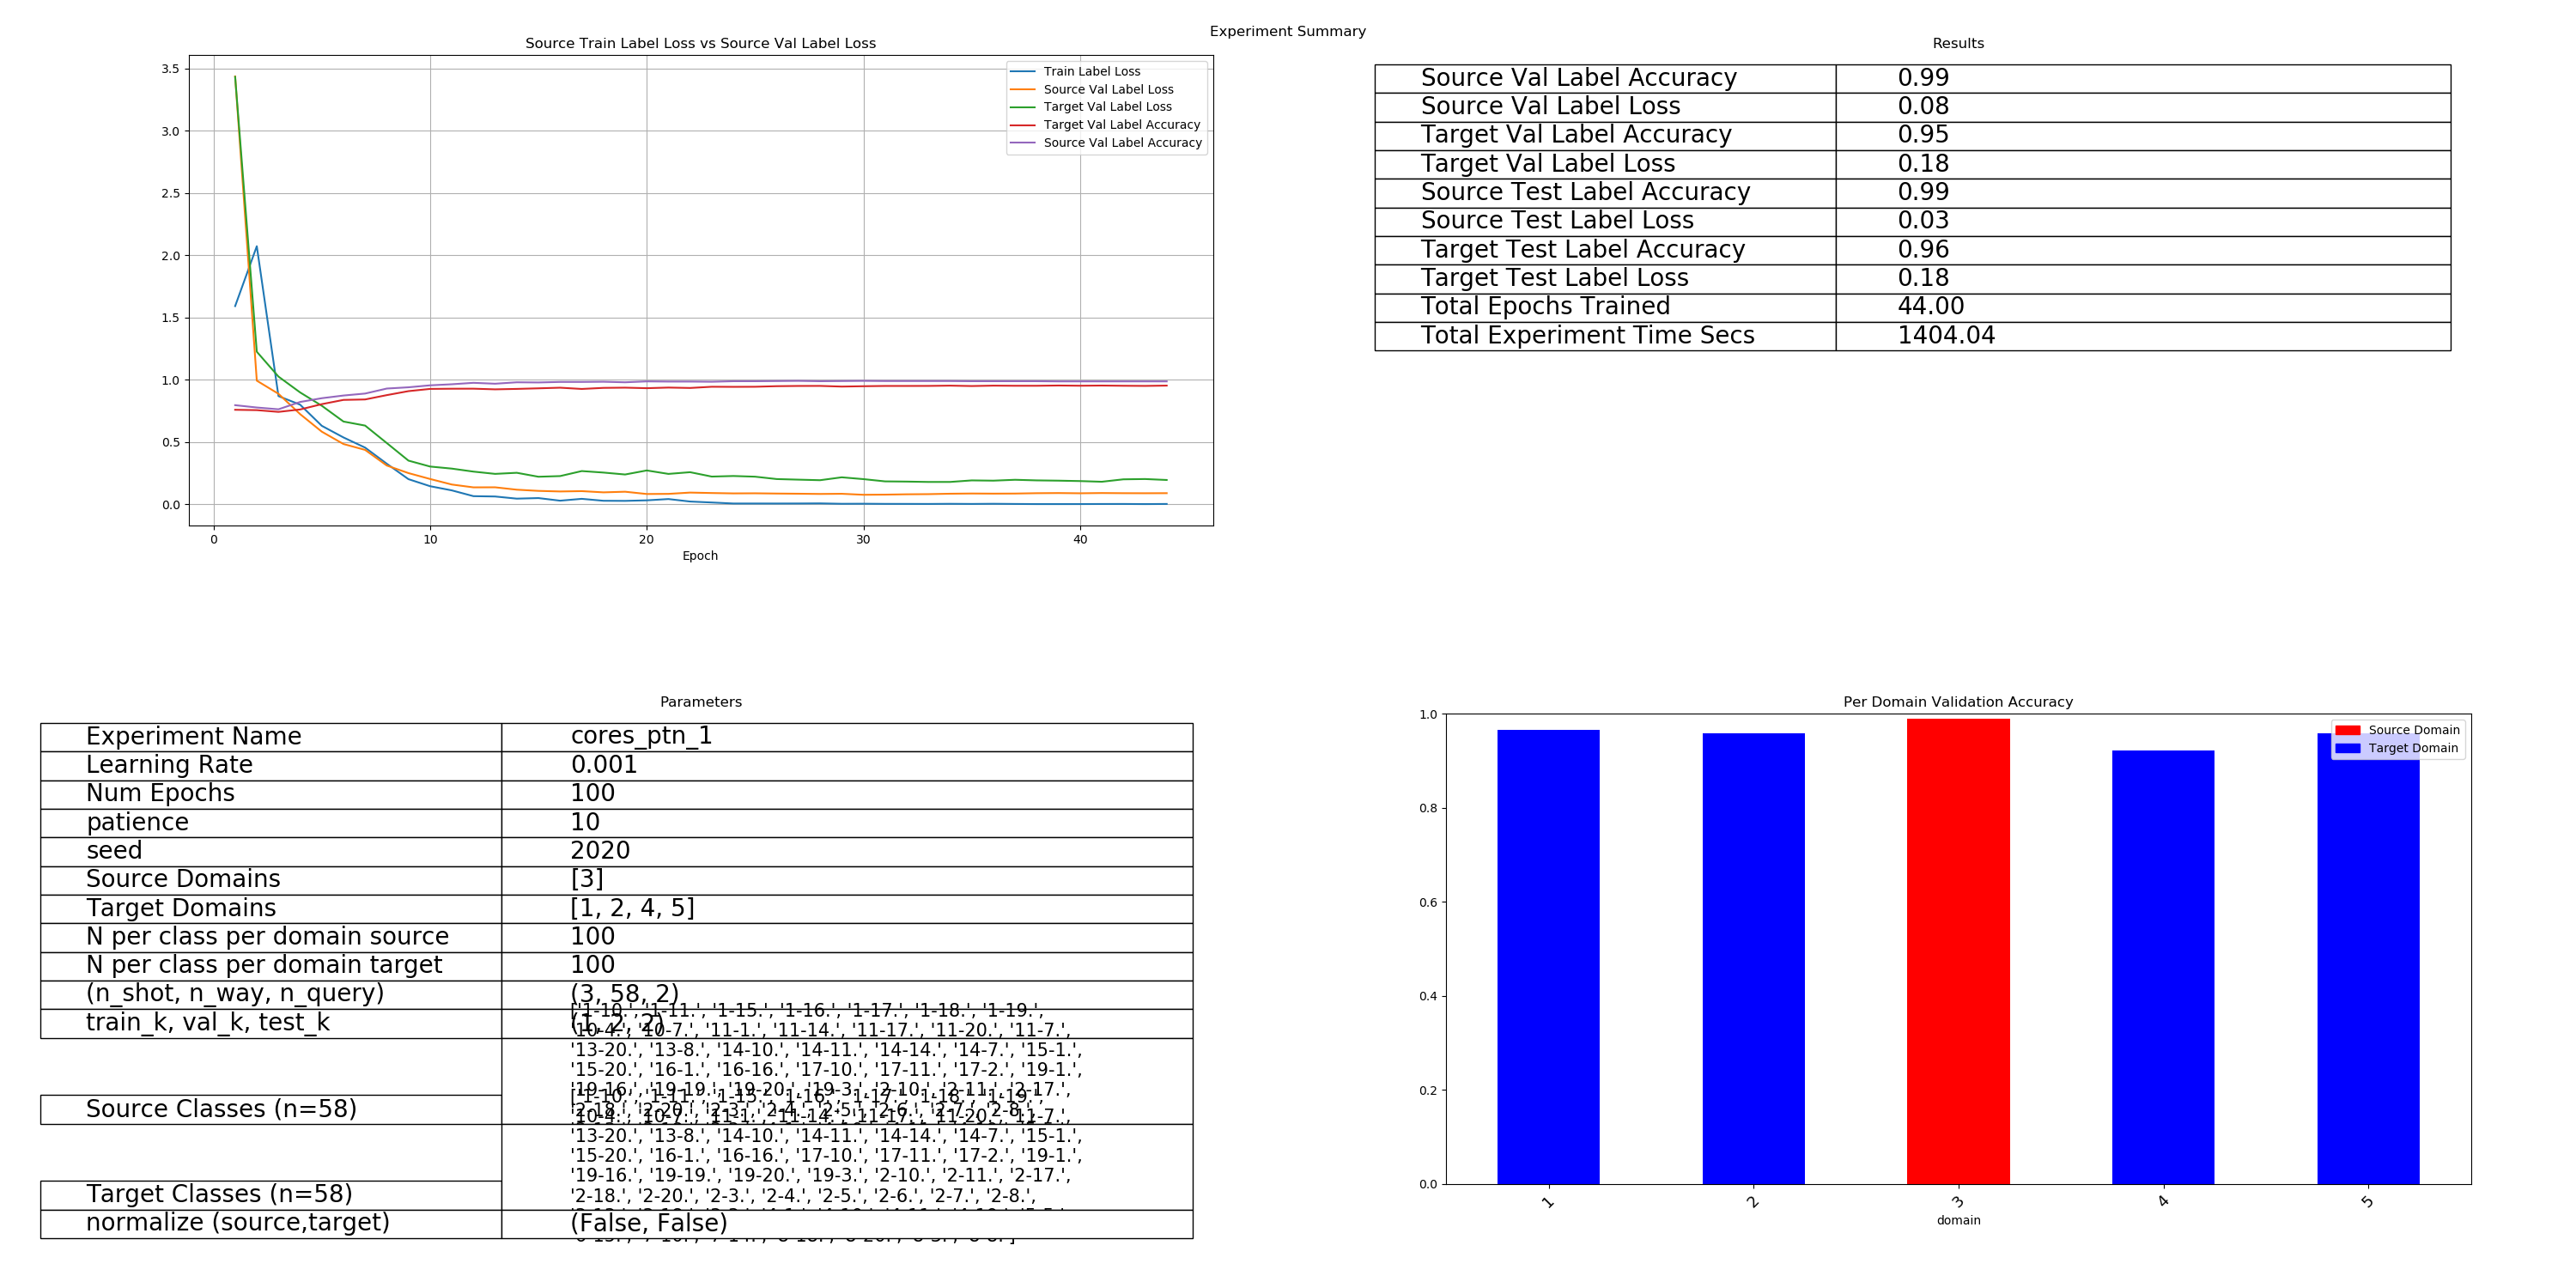 Experiment Summary
Source Train Label Loss vs Source Val Label Loss
3.5
3.0
2.5
2.0
1.5
1.0
0.5
0.0
0 10 20 30 40
Epoch
Train Label Loss
Source Val Label Loss
Target Val Label Loss
Target Val Label Accuracy
Source Val Label Accuracy
Results
Source Val Label Accuracy 0.99
Source Val Label Loss 0.08
Target Val Label Accuracy 0.95
Target Val Label Loss 0.18
Source Test Label Accuracy 0.99
Source Test Label Loss 0.03
Target Test Label Accuracy 0.96
Target Test Label Loss 0.18
Total Epochs Trained 44.00
Total Experiment Time Secs 1404.04
Parameters
Experiment Name cores_ptn_1
Learning Rate 0.001
Num Epochs 100
patience 10
seed 2020
Source Domains [3]
Target Domains [1, 2, 4, 5]
N per class per domain source 100
N per class per domain target 100
(n_shot, n_way, n_query) (3, 58, 2)
train_k, val_k, test_k (1, 2, 2)
['1-10.', '1-11.', '1-15.', '1-16.', '1-17.', '1-18.', '1-19.',
'10-4.', '10-7.', '11-1.', '11-14.', '11-17.', '11-20.', '11-7.',
'13-20.', '13-8.', '14-10.', '14-11.', '14-14.', '14-7.', '15-1.',
'15-20.', '16-1.', '16-16.', '17-10.', '17-11.', '17-2.', '19-1.',
'19-16.', '19-19.', '19-20.', '19-3.', '2-10.', '2-11.', '2-17.',
'2-18.', '2-20.', '2-3.', '2-4.', '2-5.', '2-6.', '2-7.', '2-8.',
Source Classes (n=58)
['1-10.', '1-11.', '1-15.', '1-16.', '1-17.', '1-18.', '1-19.',
'10-4.', '10-7.', '11-1.', '11-14.', '11-17.', '11-20.', '11-7.',
'13-20.', '13-8.', '14-10.', '14-11.', '14-14.', '14-7.', '15-1.',
'15-20.', '16-1.', '16-16.', '17-10.', '17-11.', '17-2.', '19-1.',
'19-16.', '19-19.', '19-20.', '19-3.', '2-10.', '2-11.', '2-17.',
Target Classes (n=58)
'2-18.', '2-20.', '2-3.', '2-4.', '2-5.', '2-6.', '2-7.', '2-8.',
normalize (source,target) (False, False)
Per Domain Validation Accuracy
1.0
0.8
0.6
0.4
0.2
0.0
1 2 3 4 5
domain
Source Domain
Target Domain